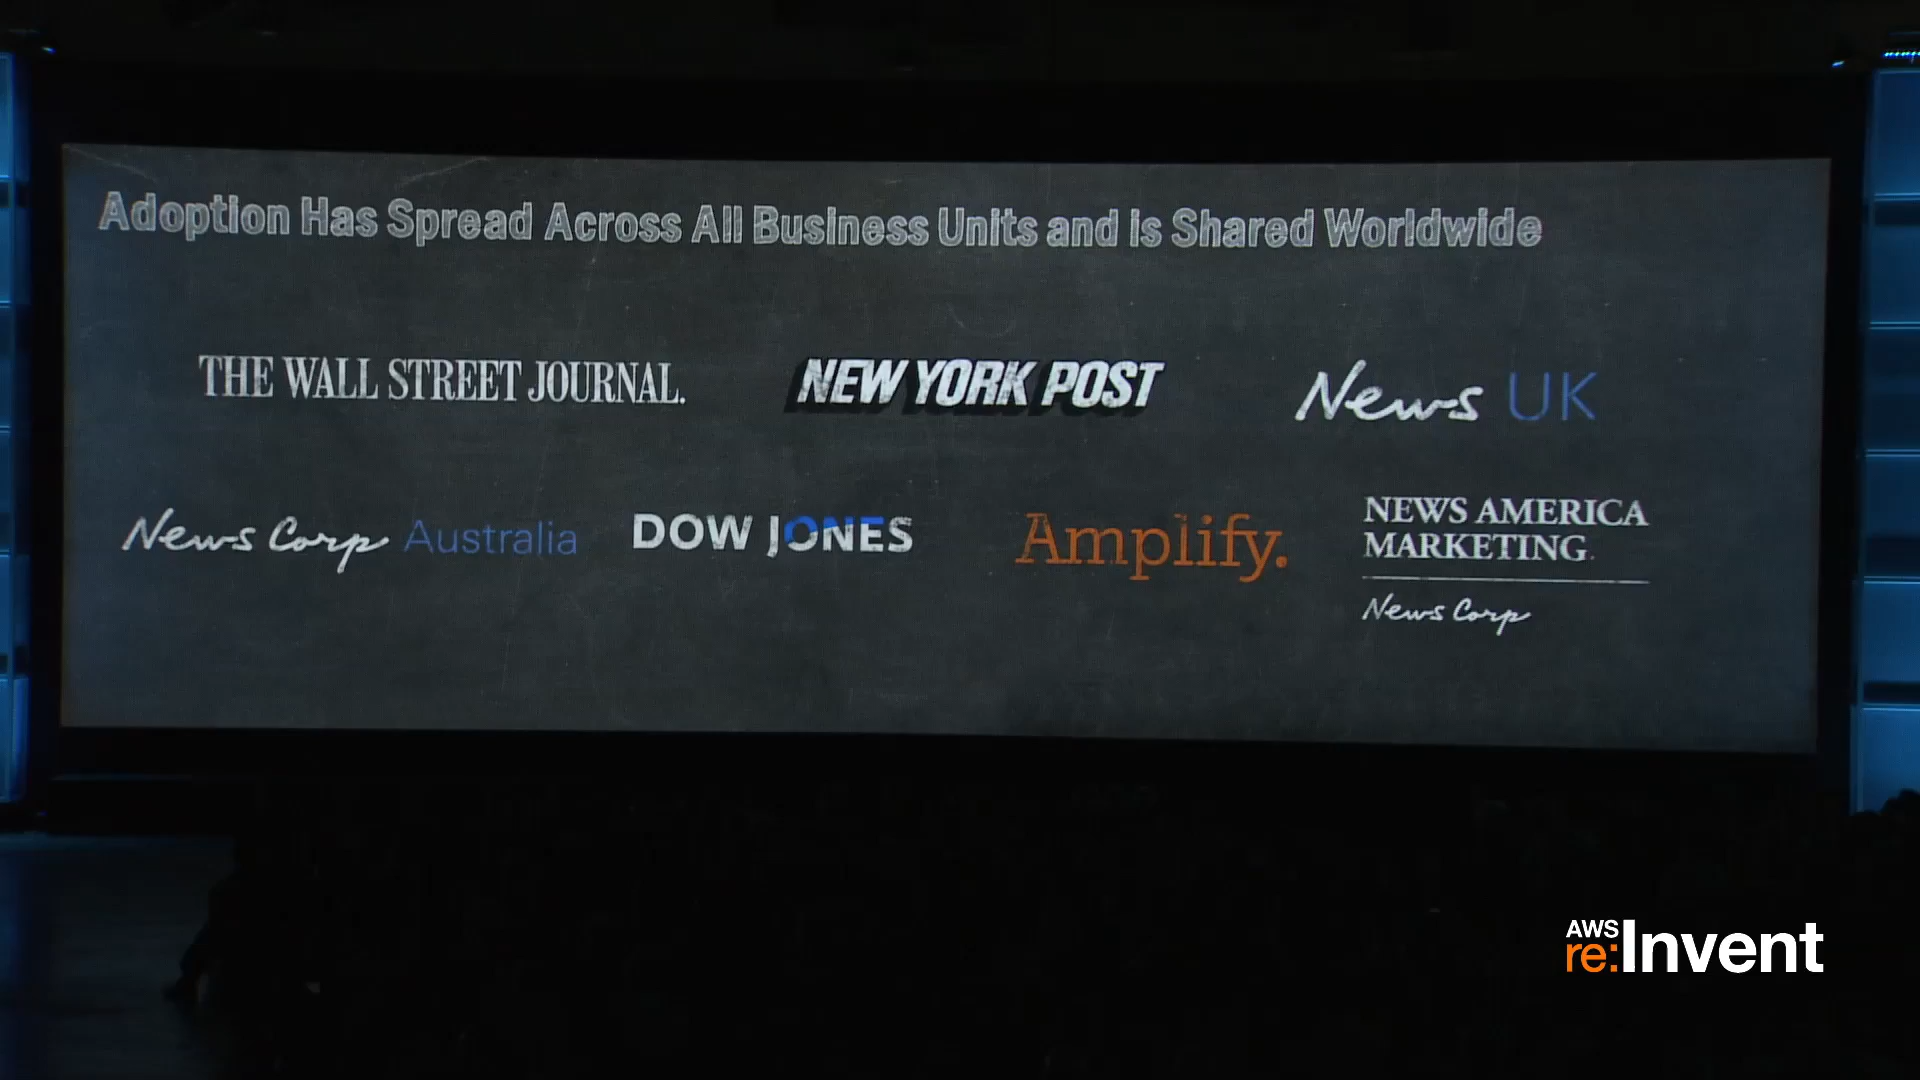 Adoption Has Spread Across All Business Units and is Shared Worldwide
THE WALL STREET JOURNAL.
NEW YORK POST
News UK
News Corp Australia
DOW JONES
Amplify.
NEWS AMERICA
MARKETING.
News Corp
AWS
re:Invent